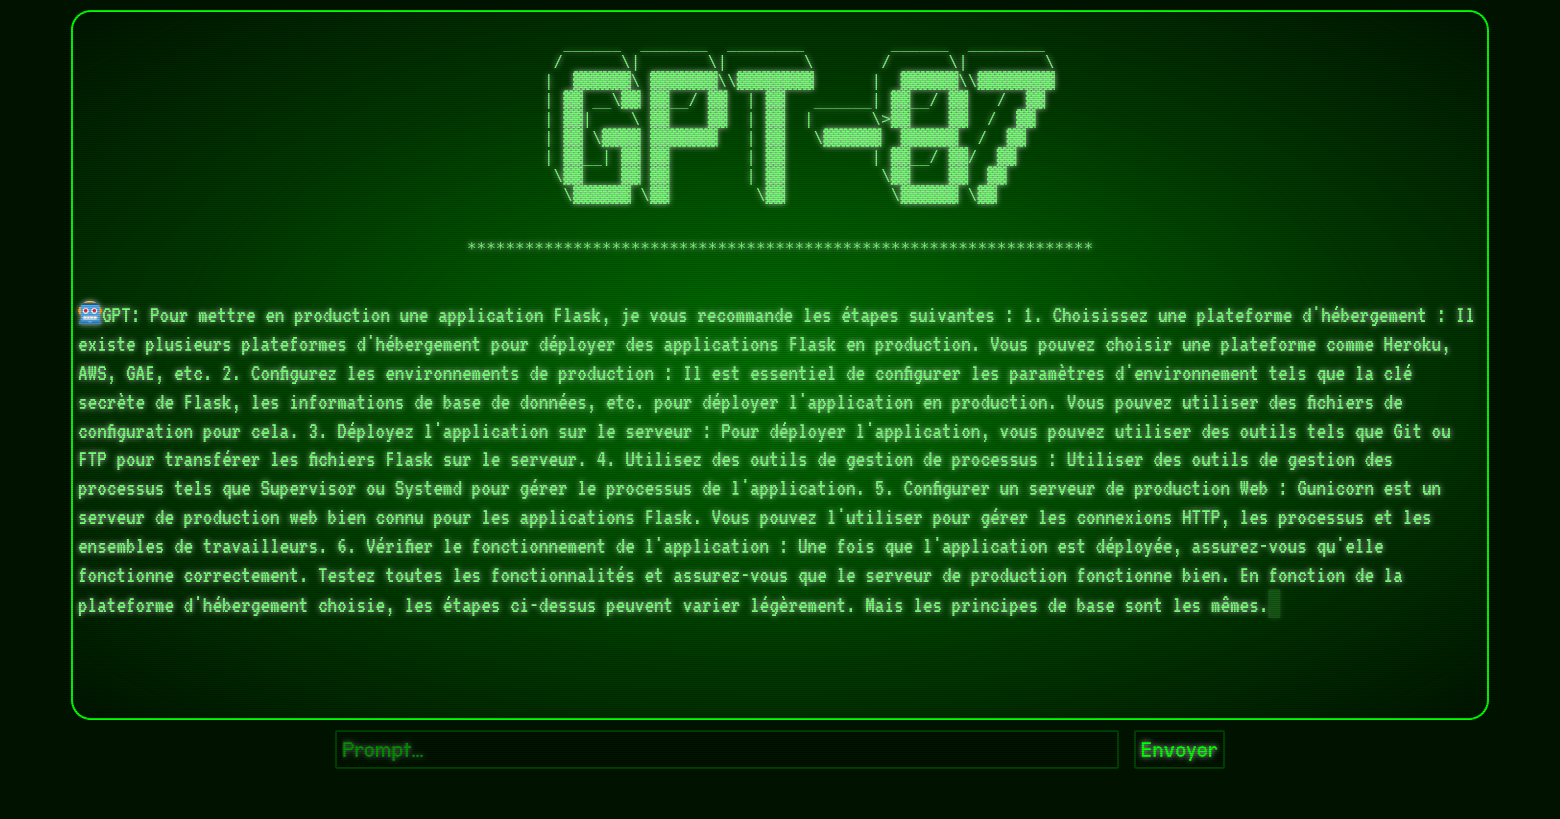 GPT-87
*****************************************************************
GPT: Pour mettre en production une application Flask, je vous recommande les étapes suivantes : 1. Choisissez une plateforme d'hébergement : Il
existe plusieurs plateformes d'hébergement pour déployer des applications Flask en production. Vous pouvez choisir une plateforme comme Heroku,
AWS, GAE, etc. 2. Configurez les environnements de production : Il est essentiel de configurer les paramètres d'environnement tels que la clé
secrète de Flask, les informations de base de données, etc. pour déployer l'application en production. Vous pouvez utiliser des fichiers de
configuration pour cela. 3. Déployez l'application sur le serveur : Pour déployer l'application, vous pouvez utiliser des outils tels que Git ou
FTP pour transférer les fichiers Flask sur le serveur. 4. Utilisez des outils de gestion de processus : Utiliser des outils de gestion des
processus tels que Supervisor ou Systemd pour gérer le processus de l'application. 5. Configurer un serveur de production Web : Gunicorn est un
serveur de production web bien connu pour les applications Flask. Vous pouvez l'utiliser pour gérer les connexions HTTP, les processus et les
ensembles de travailleurs. 6. Vérifier le fonctionnement de l'application : Une fois que l'application est déployée, assurez-vous qu'elle
fonctionne correctement. Testez toutes les fonctionnalités et assurez-vous que le serveur de production fonctionne bien. En fonction de la
plateforme d'hébergement choisie, les étapes ci-dessus peuvent varier légèrement. Mais les principes de base sont les mêmes.
Prompt... Envoyer